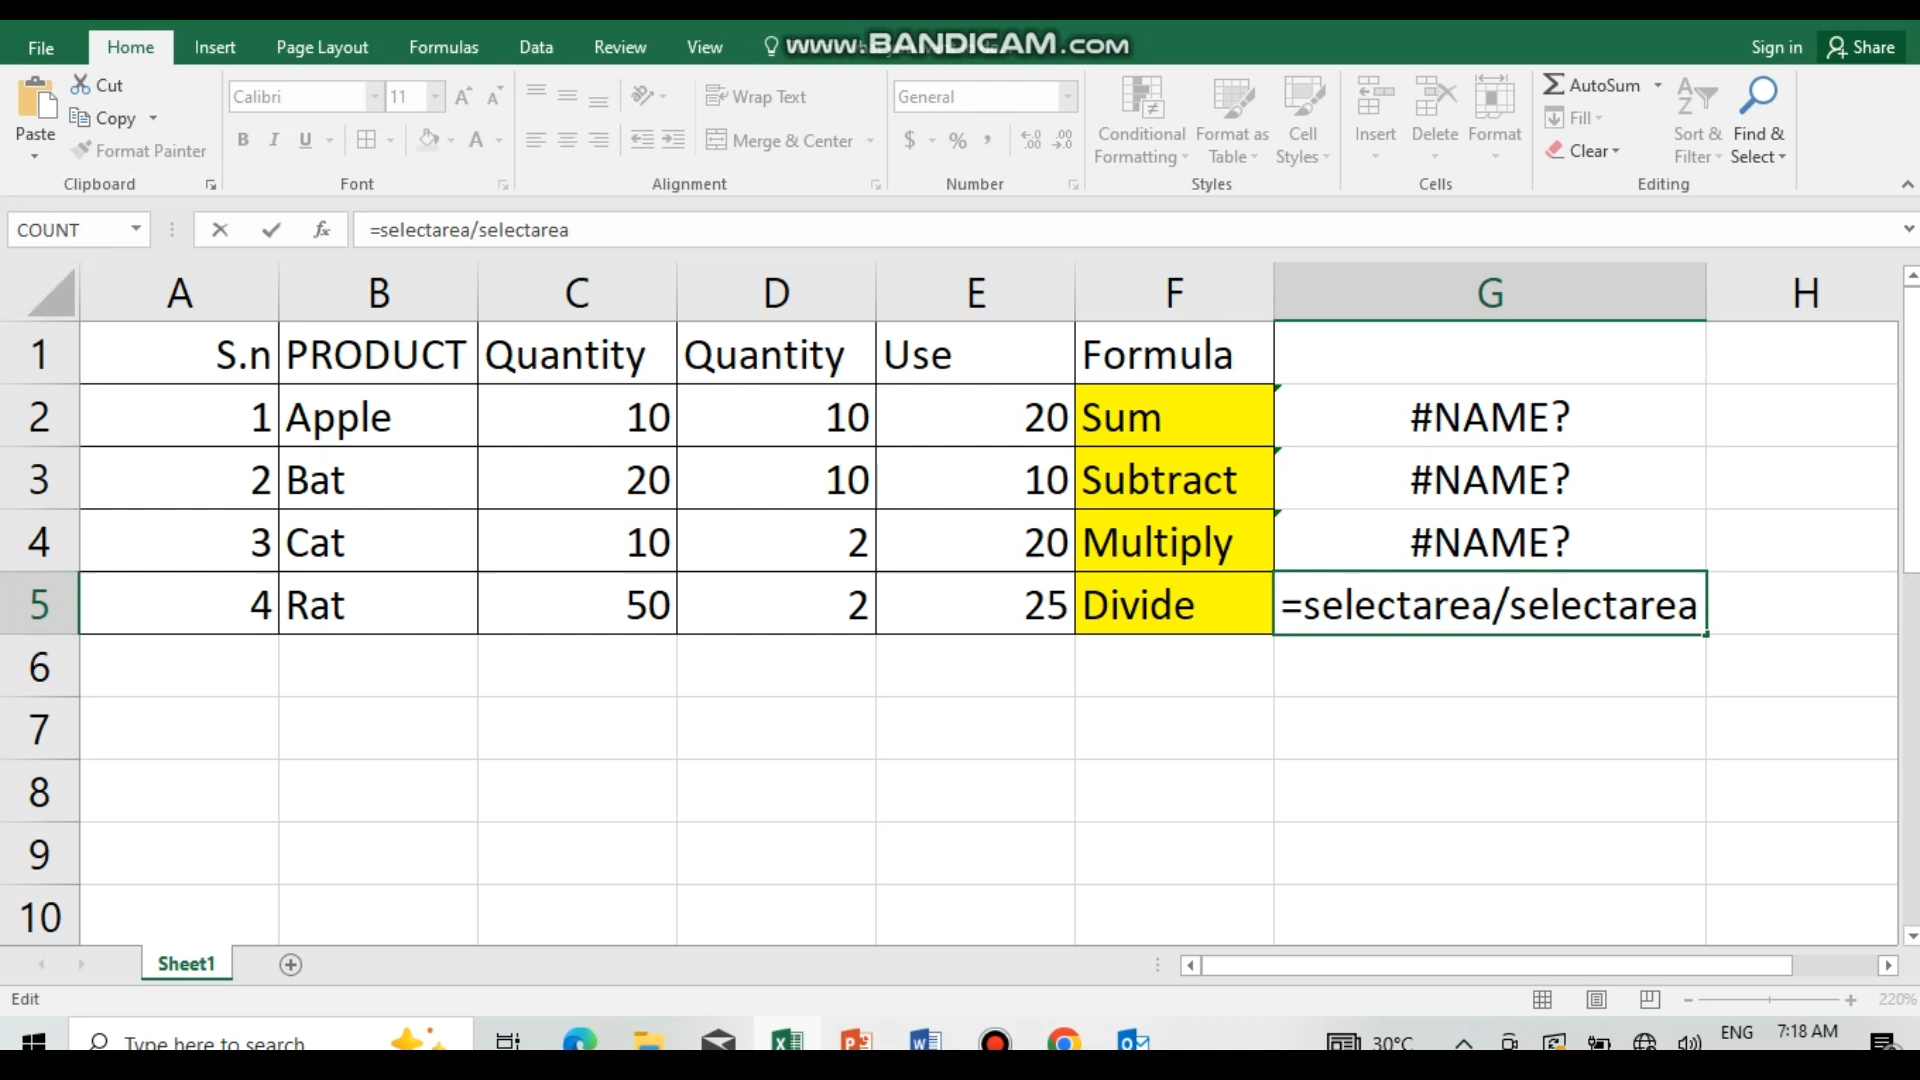 www.BANDICAM.com
File Home Insert Page Layout Formulas Data Review View Sign in Share
Paste Cut Copy Format Painter Clipboard
Calibri 11 B I U A Font
Wrap Text Merge & Center Alignment
General $ % , Number
Conditional Formatting Format as Table Cell Styles Styles
Insert Delete Format Cells
AutoSum Fill Clear Sort & Filter Find & Select Editing
COUNT fx =selectarea/selectarea
A B C D E F G H
1 S.n PRODUCT Quantity Quantity Use Formula
2 1 Apple 10 10 20 Sum #NAME?
3 2 Bat 20 10 10 Subtract #NAME?
4 3 Cat 10 2 20 Multiply #NAME?
5 4 Rat 50 2 25 Divide =selectarea/selectarea
6
7
8
9
10
Sheet1
Edit 220%
Type here to search 30°C ENG 7:18 AM